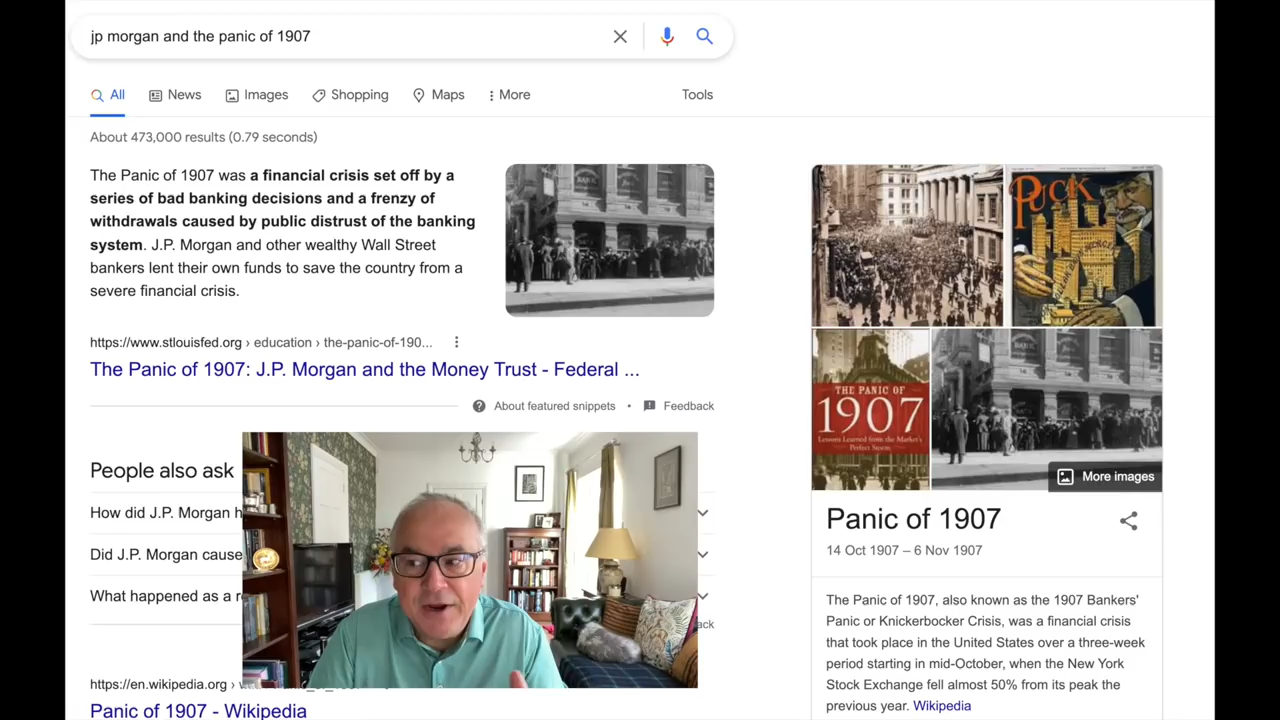 jp morgan and the panic of 1907
All
News
Images
Shopping
Maps
More
Tools
About 473,000 results (0.79 seconds)
The Panic of 1907 was a financial crisis set off by a
series of bad banking decisions and a frenzy of
withdrawals caused by public distrust of the banking
system. J.P. Morgan and other wealthy Wall Street
bankers lent their own funds to save the country from a
severe financial crisis.
https://www.stlouisfed.org › education › the-panic-of-190...
The Panic of 1907: J.P. Morgan and the Money Trust - Federal ...
About featured snippets • Feedback
People also ask
How did J.P. Morgan h
Did J.P. Morgan cause
What happened as a r
ack
https://en.wikipedia.org ›
Panic of 1907 - Wikipedia
PUCK
THE PANIC OF
1907
Lessons Learned from the Market's
Perfect Storm
More images
Panic of 1907
14 Oct 1907 – 6 Nov 1907
The Panic of 1907, also known as the 1907 Bankers'
Panic or Knickerbocker Crisis, was a financial crisis
that took place in the United States over a three-week
period starting in mid-October, when the New York
Stock Exchange fell almost 50% from its peak the
previous year. Wikipedia